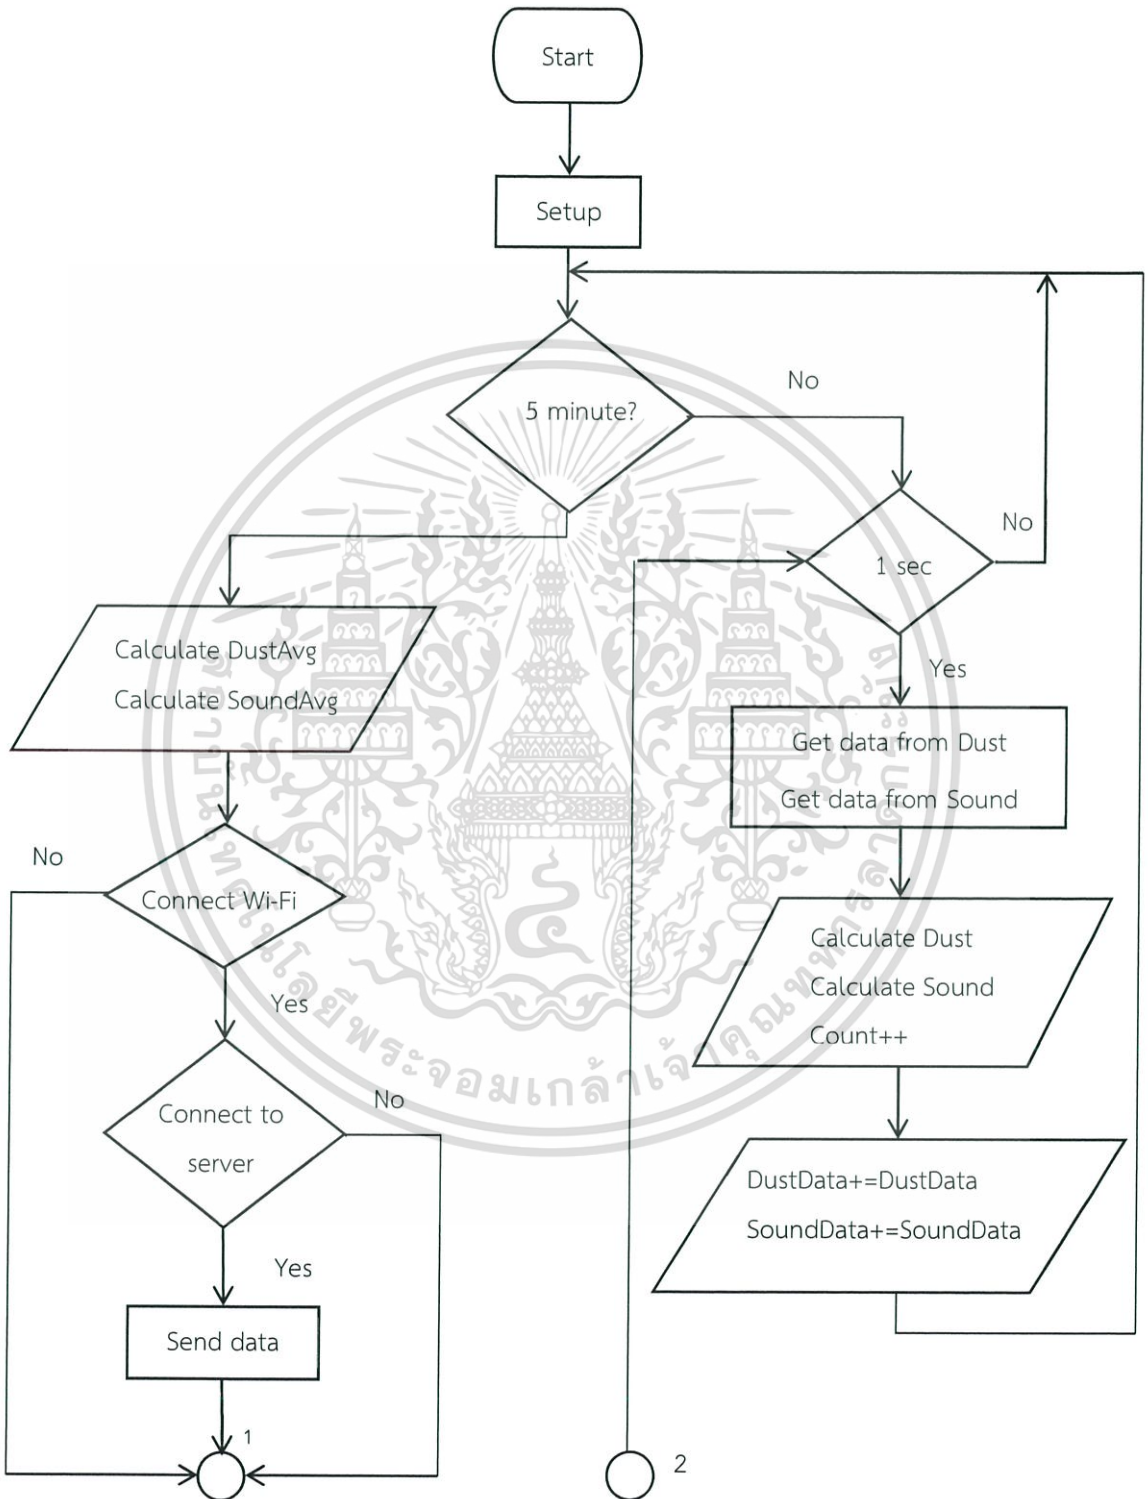 Start
Setup
5 minute?
No
1 sec
No
Yes
Get data from Dust
Get data from Sound
Calculate Dust
Calculate Sound
Count++
DustData+=DustData
SoundData+=SoundData
Calculate DustAvg
Calculate SoundAvg
Connect Wi-Fi
No
Yes
Connect to
server
No
Yes
Send data
1
2